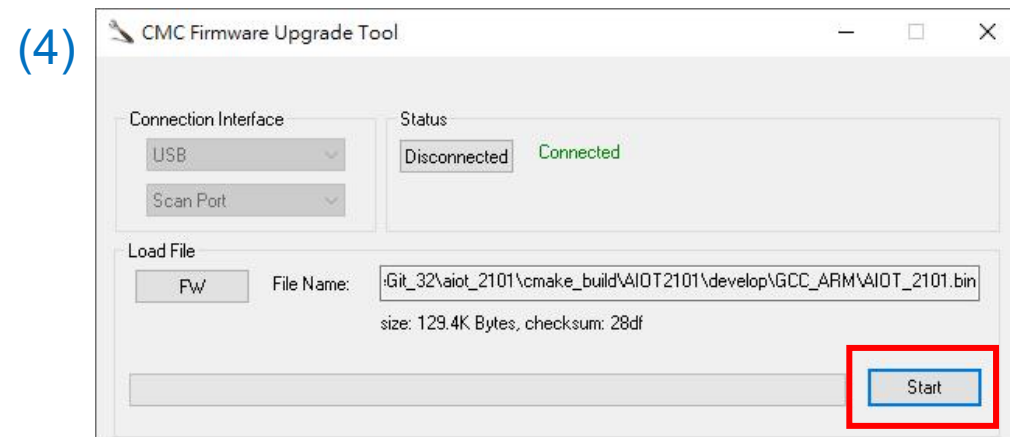 (4)
CMC Firmware Upgrade Tool
Connection Interface
USB
Scan Port
Status
Disconnected Connected
Load File
FW File Name: :Git_32\aiot_2101\cmake_build\AIOT2101\develop\GCC_ARM\AIOT_2101.bin
size: 129.4K Bytes, checksum: 28df
Start